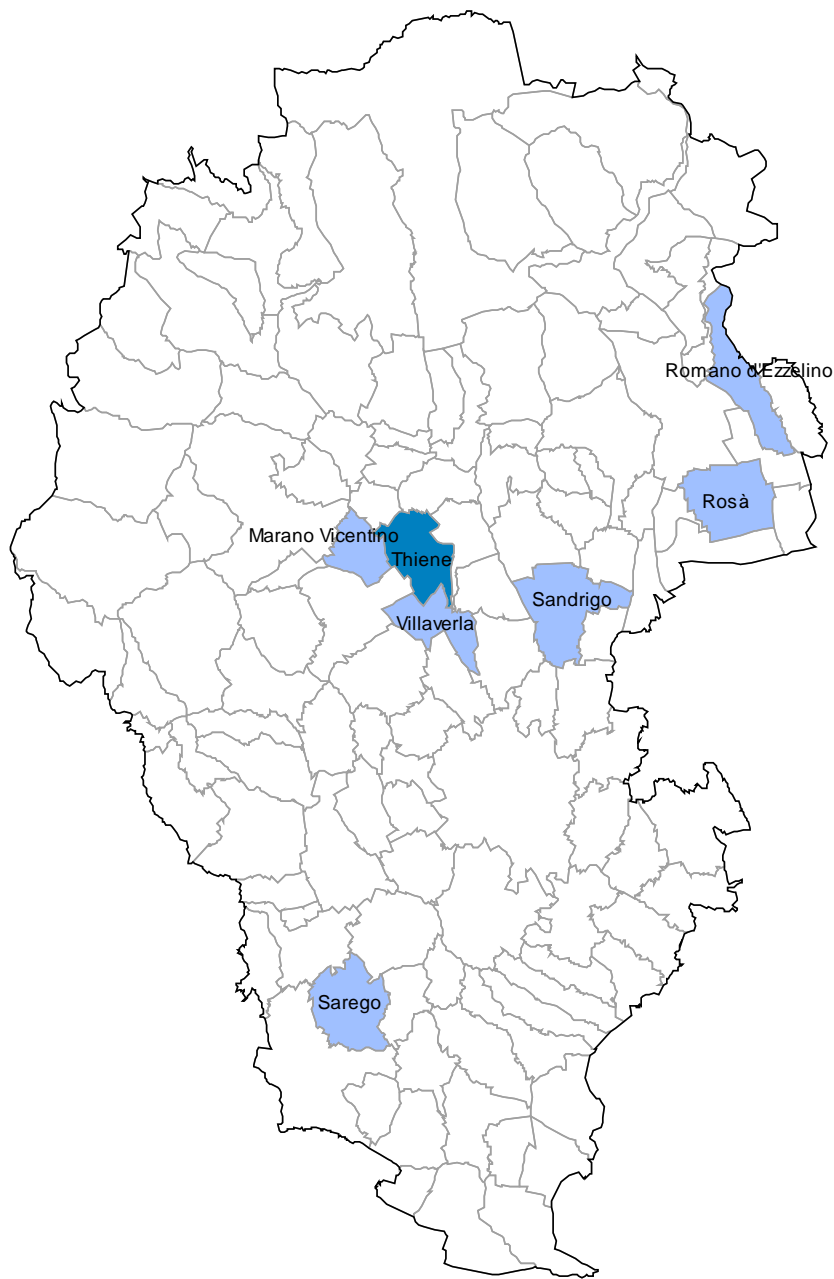 Romano d'Ezzelino
Rosà
Marano Vicentino
Thiene
Sandrigo
Villaverla
Sarego